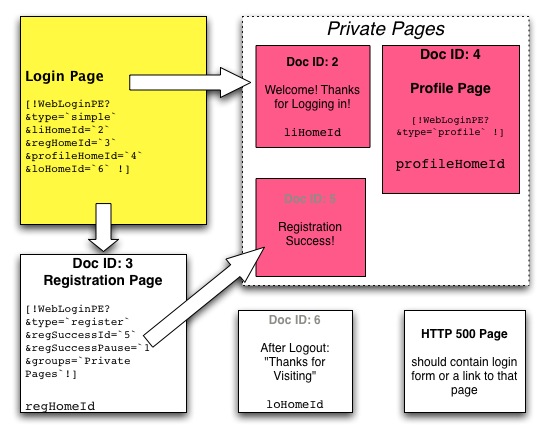 Private Pages
Login Page
[!WebLoginPE?
&type=`simple`
&liHomeId=`2`
&regHomeId=`3`
&profileHomeId=`4`
&loHomeId=`6` !]
Doc ID: 2
Welcome! Thanks
for Logging in!
liHomeId
Doc ID: 4
Profile Page
[!WebLoginPE?
&type=`profile` !]
profileHomeId
Doc ID: 5
Registration
Success!
Doc ID: 3
Registration Page
[!WebLoginPE?
&type=`register`
&regSuccessId=`5`
&regSuccessPause=`1`
&groups=`Private
Pages`!]
regHomeId
Doc ID: 6
After Logout:
"Thanks for
Visiting"
loHomeId
HTTP 500 Page
should contain login
form or a link to that
page